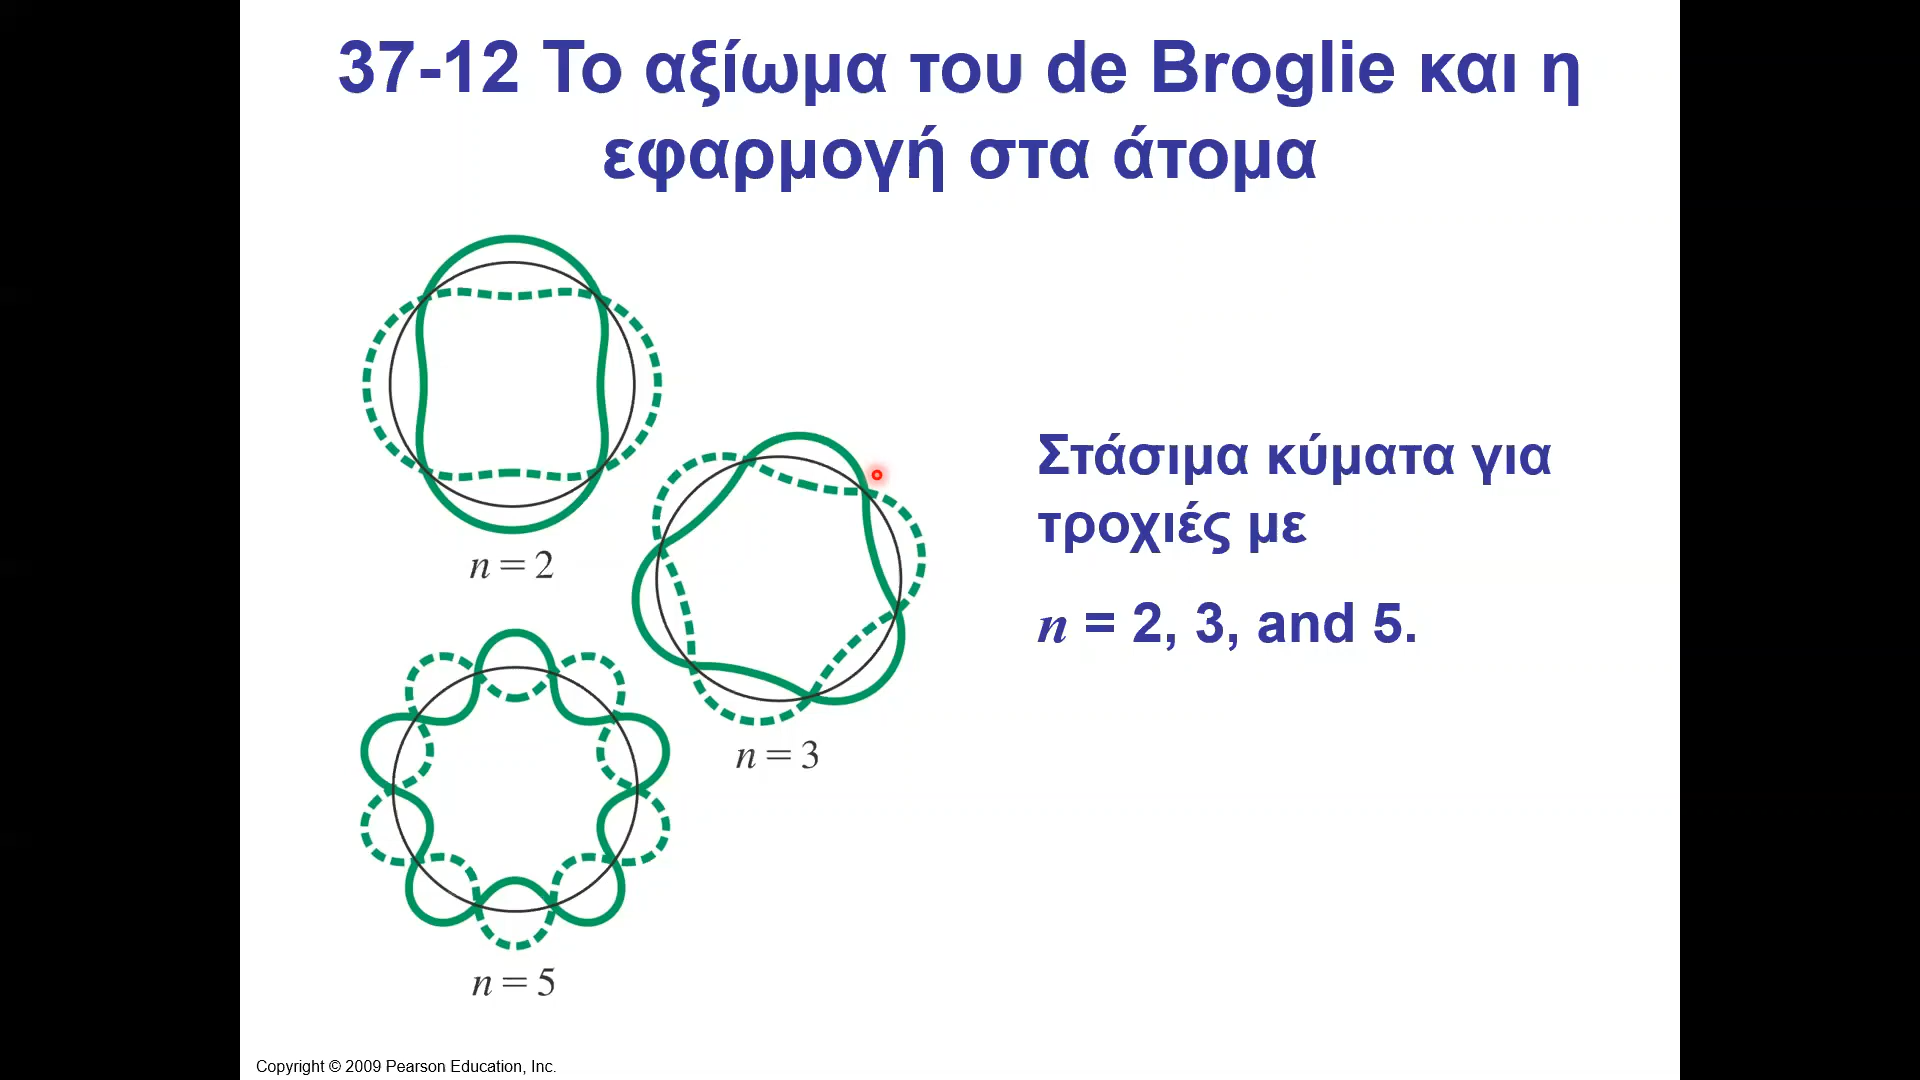 37-12 Το αξίωμα του de Broglie και η
εφαρμογή στα άτομα
n = 2
Στάσιμα κύματα για
τροχιές με
n = 2, 3, and 5.
n = 3
n = 5
Copyright © 2009 Pearson Education, Inc.